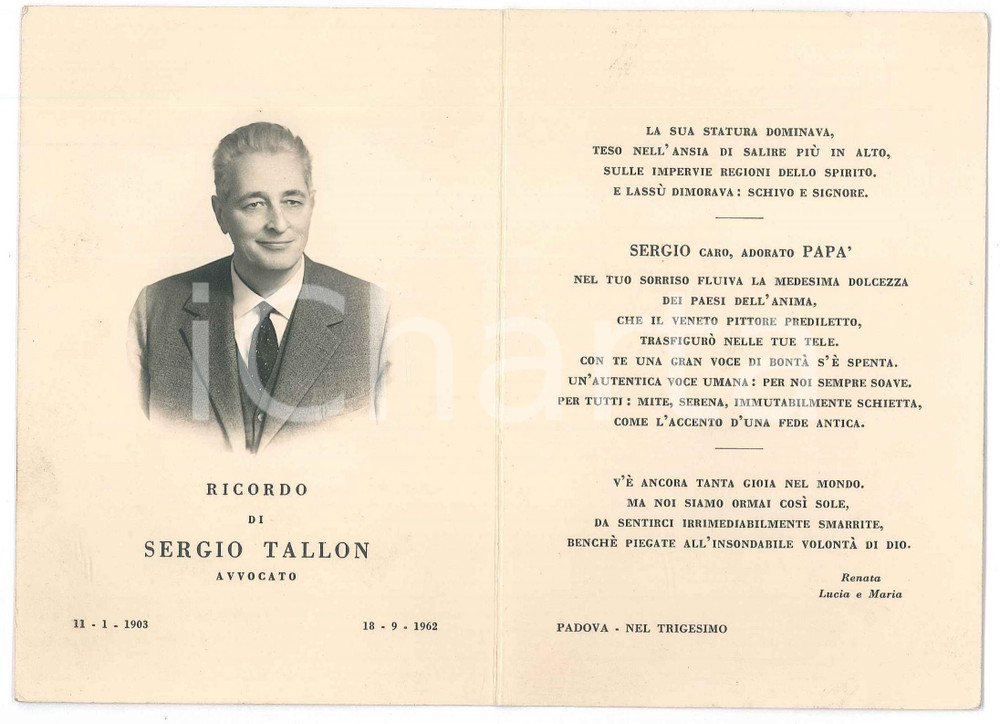 RICORDO
DI
SERGIO TALLON
AVVOCATO
11 - 1 - 1903
18 - 9 - 1962
LA SUA STATURA DOMINAVA,
TESO NELL'ANSIA DI SALIRE PIÙ IN ALTO,
SULLE IMPERVIE REGIONI DELLO SPIRITO.
E LASSÙ DIMORAVA: SCHIVO E SIGNORE.
SERGIO CARO, ADORATO PAPA'
NEL TUO SORRISO FLUIVA LA MEDESIMA DOLCEZZA
DEI PAESI DELL'ANIMA,
CHE IL VENETO PITTORE PREDILETTO,
TRASFIGURÒ NELLE TUE TELE.
CON TE UNA GRAN VOCE DI BONTÀ S'È SPENTA.
UN'AUTENTICA VOCE UMANA: PER NOI SEMPRE SOAVE.
PER TUTTI: MITE, SERENA, IMMUTABILMENTE SCHIETTA,
COME L'ACCENTO D'UNA FEDE ANTICA.
V'È ANCORA TANTA GIOIA NEL MONDO.
MA NOI SIAMO ORMAI COSÌ SOLE,
DA SENTIRCI IRRIMEDIABILMENTE SMARRITE,
BENCHÈ PIEGATE ALL'INSONDABILE VOLONTÀ DI DIO.
Renata
Lucia e Maria
PADOVA - NEL TRIGESIMO